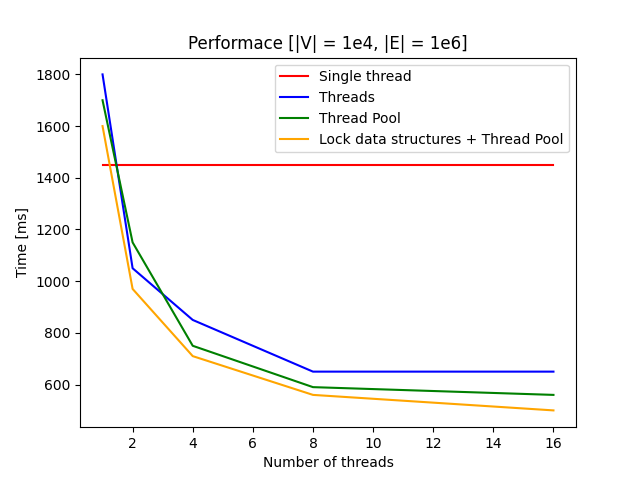 Performace [|V| = 1e4, |E| = 1e6]
Single thread
Threads
Thread Pool
Lock data structures + Thread Pool
Time [ms]
1800
1600
1400
1200
1000
800
600
2 4 6 8 10 12 14 16
Number of threads